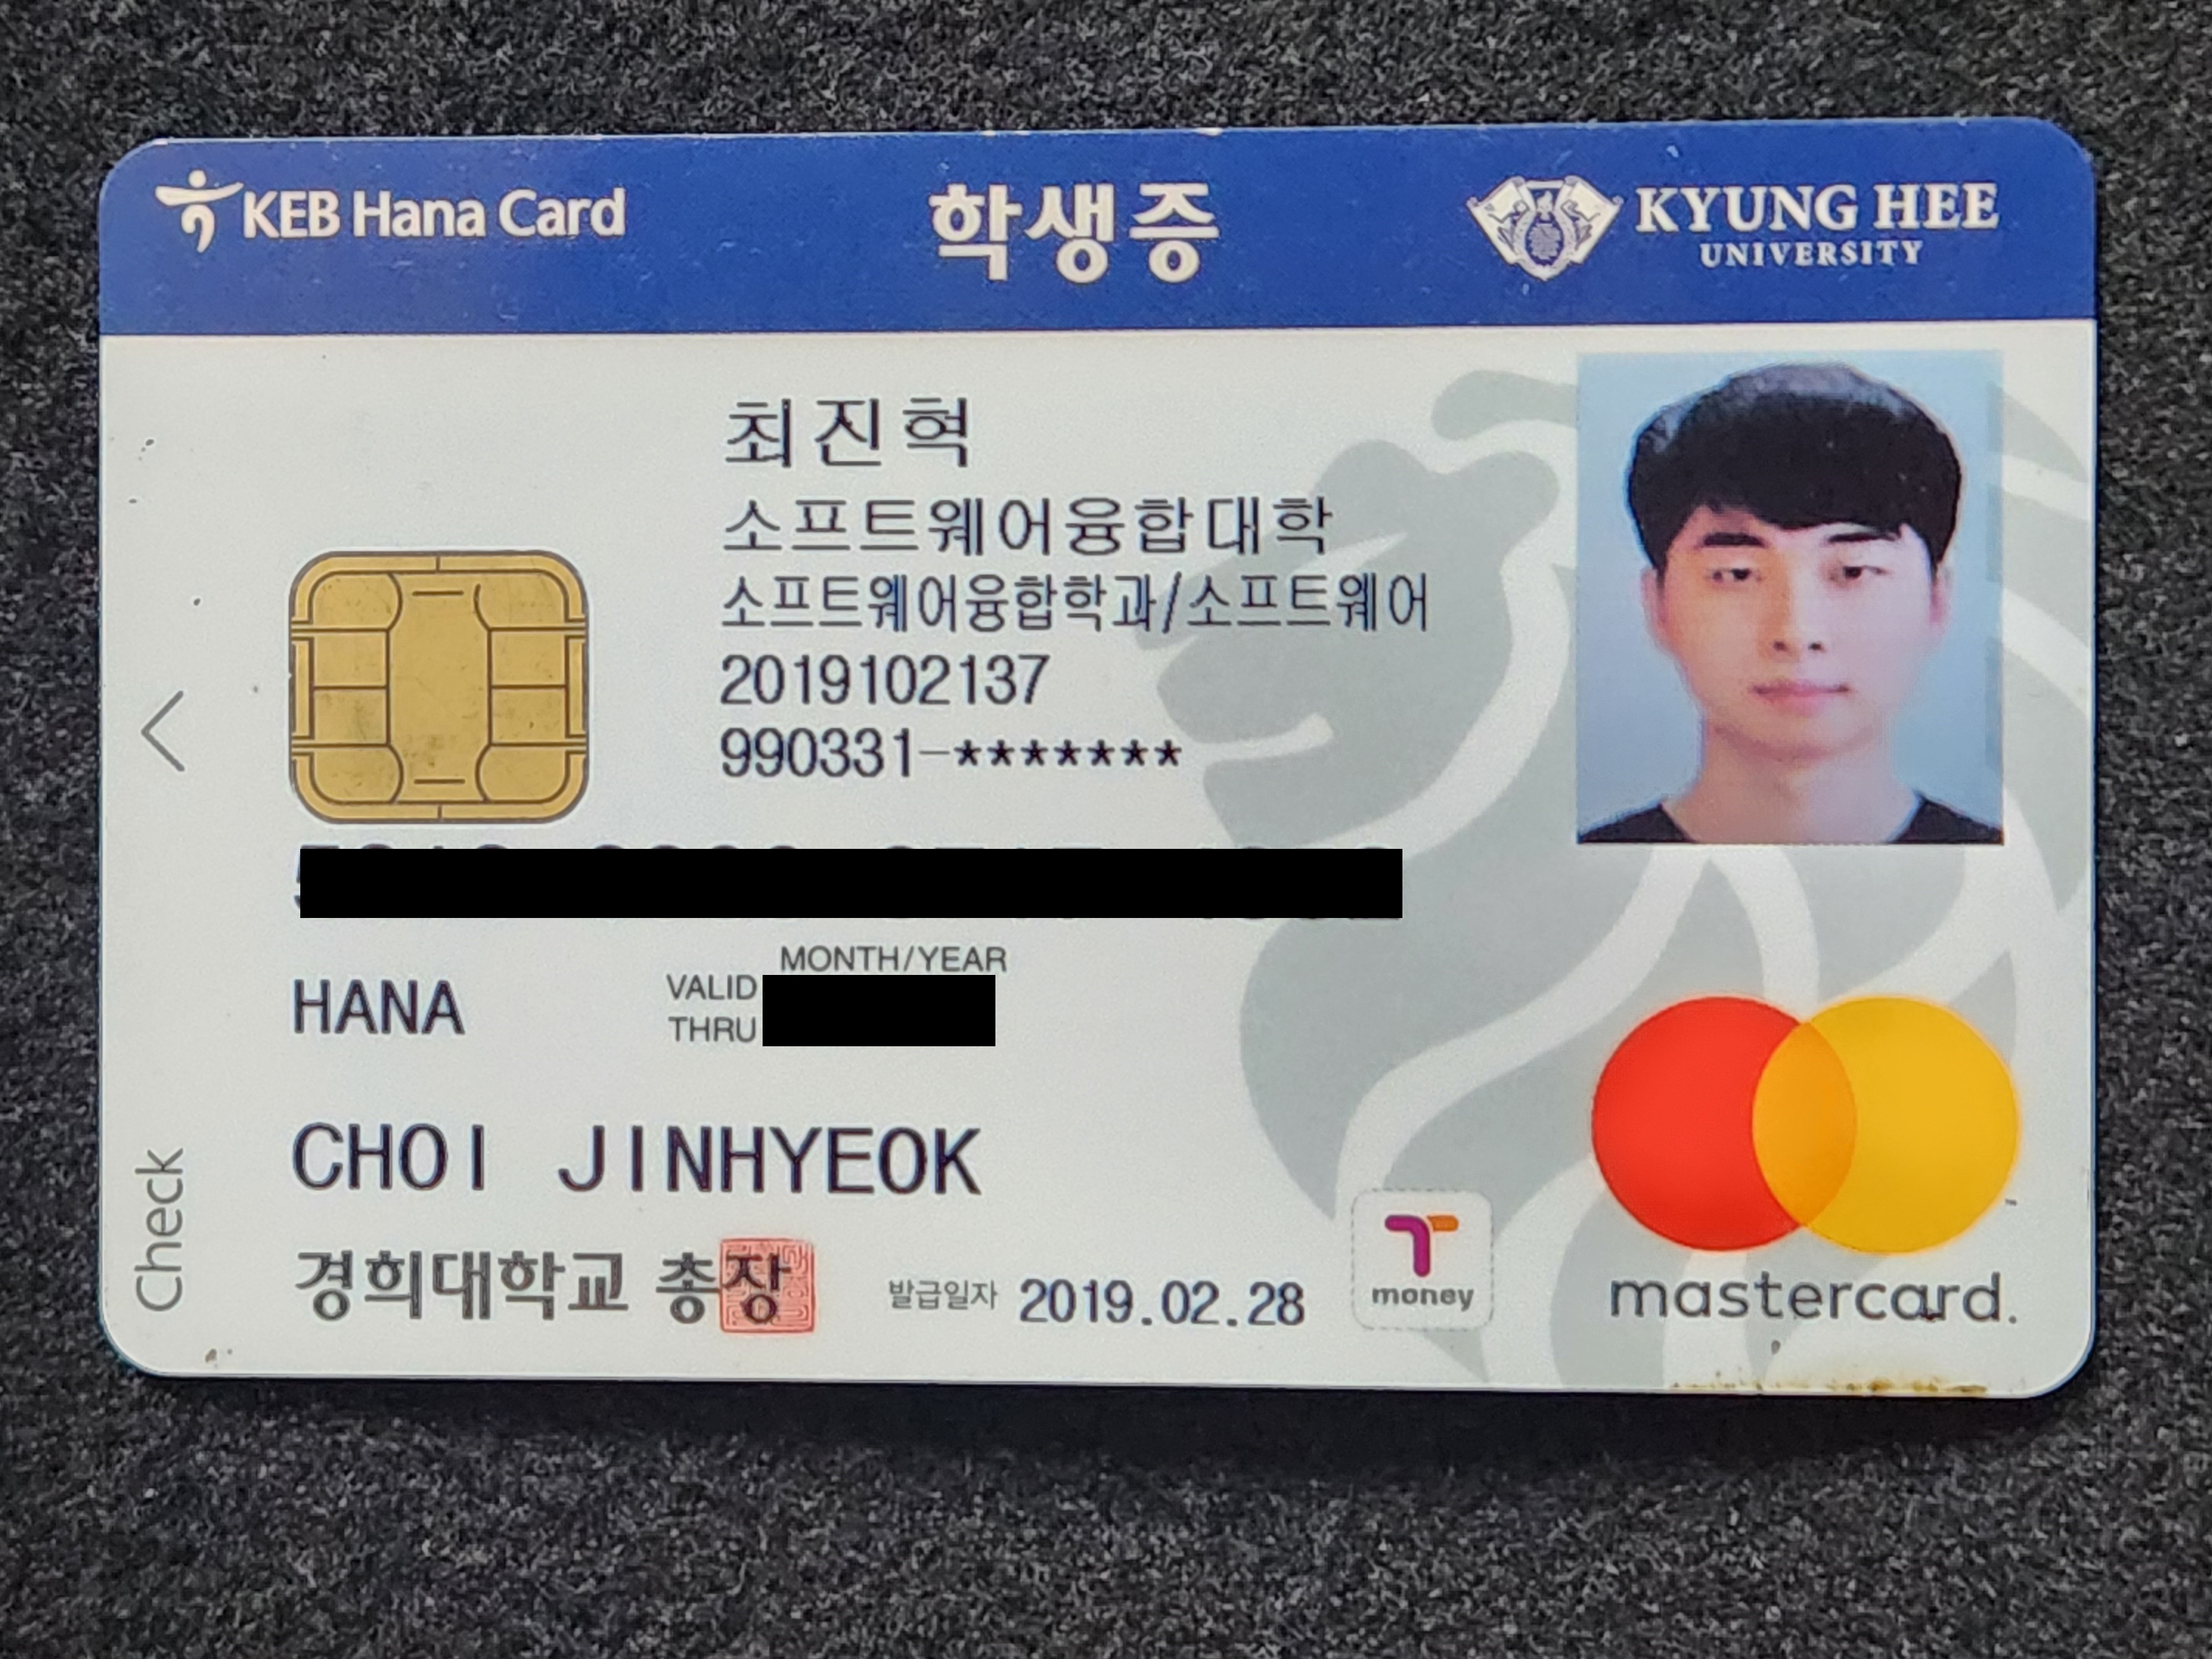 KEB Hana Card
학생증
KYUNG HEE
UNIVERSITY
최진혁
소프트웨어융합대학
소프트웨어융합학과/소프트웨어
2019102137
990331-*******
MONTH/YEAR
HANA
VALID
THRU
CHOI JINHYEOK
Check
경희대학교 총장
발급일자 2019.02.28
T
money
mastercard.